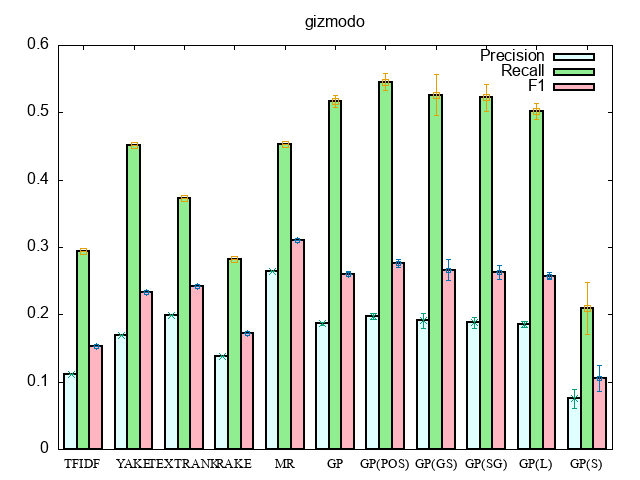 gizmodo
0.6
Precision
Recall
F1
0.5
0.4
0.3
0.2
0.1
0
TFIDF YAKE TEXTRANK RAKE MR GP GP(POS) GP(GS) GP(SG) GP(L) GP(S)